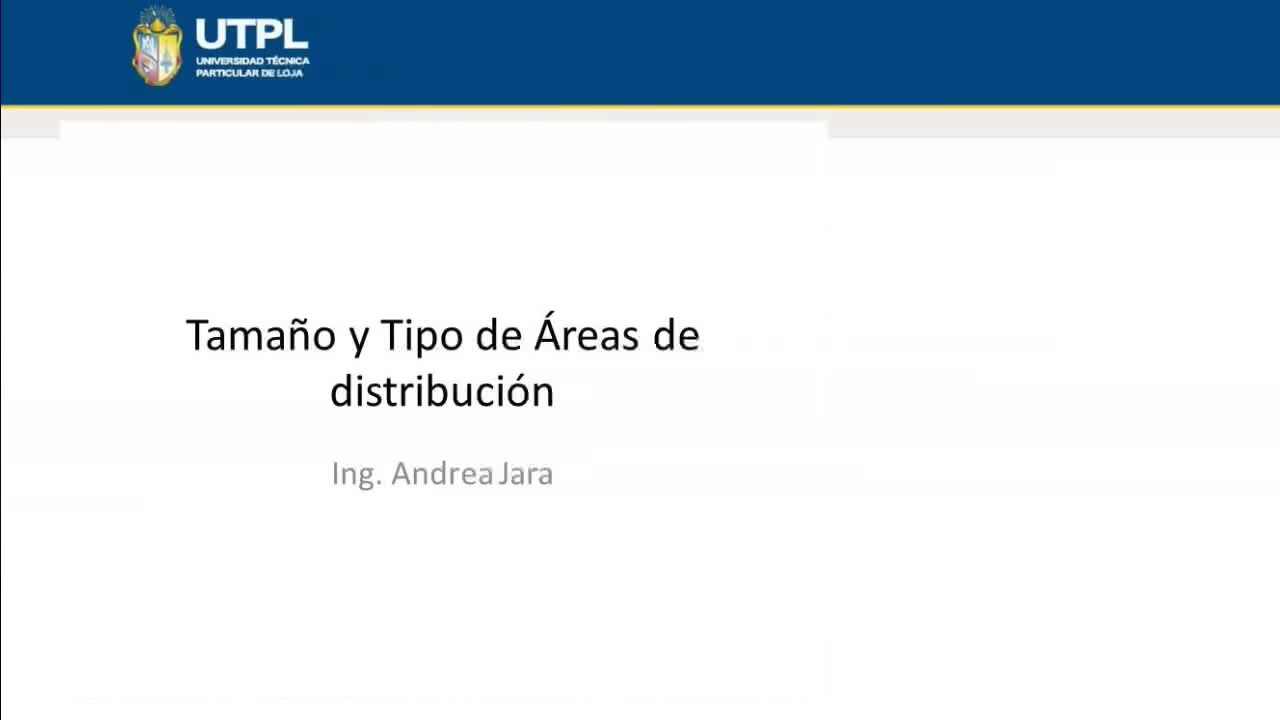 UTPL
UNIVERSIDAD TÉCNICA
PARTICULAR DE LOJA
Tamaño y Tipo de Áreas de
distribución
Ing. Andrea Jara